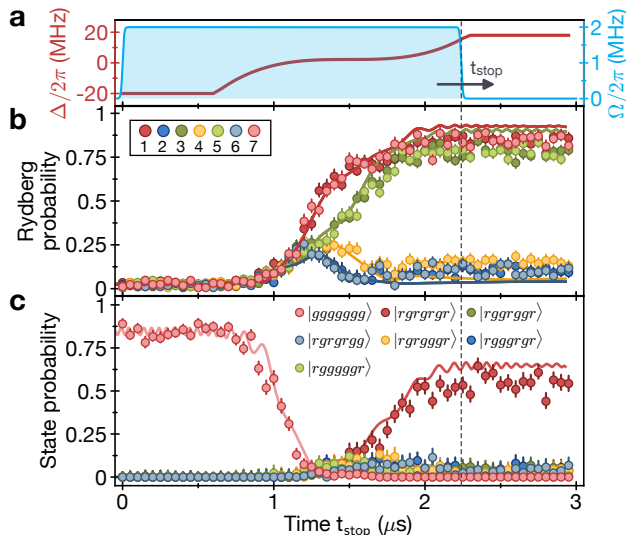 a
Δ/2π (MHz)
20
0
-20
t_stop
2
1
0
Ω/2π (MHz)
b
Rydberg
probability
1
0.75
0.5
0.25
0
1 2 3 4 5 6 7
c
State probability
0.75
0.5
0.25
0
|ggggggg⟩ |rgrgrgr⟩ |rggrggr⟩
|rgrgrgg⟩ |rgrgggr⟩ |rgggrgr⟩
|rgggggr⟩
0 1 2 3
Time t_stop (μs)